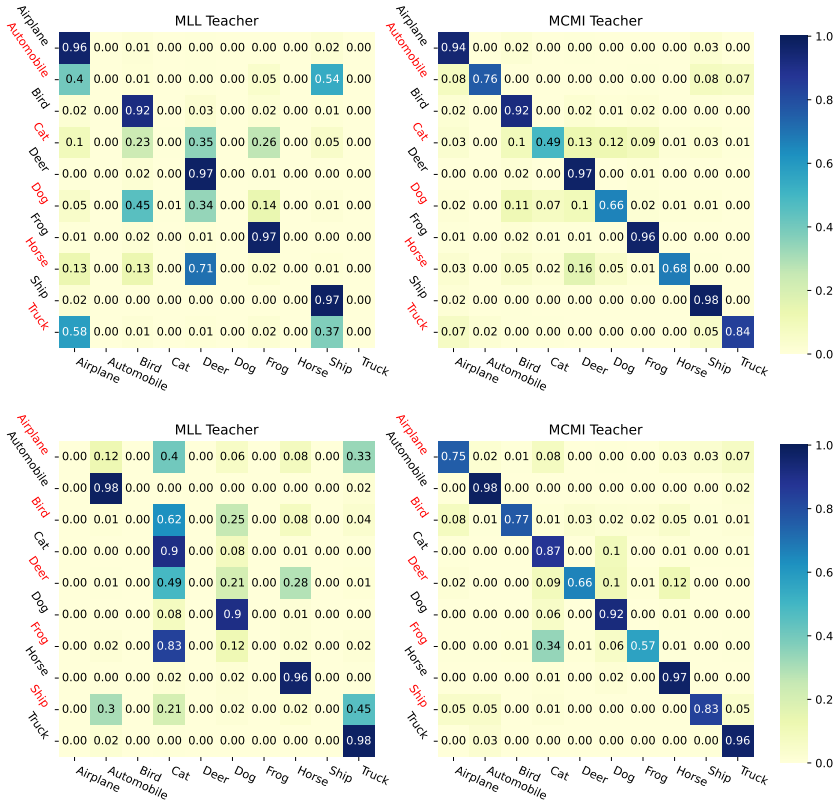 MLL Teacher
Airplane 0.96 0.00 0.01 0.00 0.00 0.00 0.00 0.00 0.02 0.00
Automobile 0.4 0.00 0.01 0.00 0.00 0.00 0.05 0.00 0.54 0.00
Bird 0.02 0.00 0.92 0.00 0.03 0.00 0.02 0.00 0.01 0.00
Cat 0.1 0.00 0.23 0.00 0.35 0.00 0.26 0.00 0.05 0.00
Deer 0.00 0.00 0.02 0.00 0.97 0.00 0.01 0.00 0.00 0.00
Dog 0.05 0.00 0.45 0.01 0.34 0.00 0.14 0.00 0.00 0.00
Frog 0.01 0.00 0.02 0.00 0.01 0.00 0.97 0.00 0.00 0.00
Horse 0.13 0.00 0.13 0.00 0.71 0.00 0.02 0.00 0.01 0.00
Ship 0.02 0.00 0.00 0.00 0.00 0.00 0.00 0.00 0.97 0.00
Truck 0.58 0.00 0.01 0.00 0.01 0.00 0.02 0.00 0.37 0.00
Airplane Automobile Bird Cat Deer Dog Frog Horse Ship Truck
MCMI Teacher
0.94 0.00 0.02 0.00 0.00 0.00 0.00 0.00 0.03 0.00
0.08 0.76 0.00 0.00 0.00 0.00 0.00 0.00 0.08 0.07
0.02 0.00 0.92 0.00 0.02 0.01 0.02 0.00 0.00 0.00
0.03 0.00 0.1 0.49 0.13 0.12 0.09 0.01 0.03 0.01
0.00 0.00 0.01 0.00 0.97 0.00 0.00 0.01 0.00 0.00
0.02 0.00 0.11 0.07 0.1 0.66 0.02 0.01 0.01 0.00
0.01 0.00 0.02 0.01 0.00 0.00 0.96 0.00 0.00 0.00
0.03 0.00 0.05 0.02 0.16 0.05 0.01 0.68 0.00 0.00
0.02 0.00 0.00 0.00 0.00 0.00 0.00 0.00 0.98 0.00
0.07 0.02 0.00 0.00 0.00 0.00 0.00 0.00 0.05 0.84
Airplane Automobile Bird Cat Deer Dog Frog Horse Ship Truck
1.0
0.8
0.6
0.4
0.2
0.0
MLL Teacher
Airplane 0.00 0.12 0.00 0.4 0.00 0.06 0.00 0.08 0.00 0.33
Automobile 0.00 0.98 0.00 0.00 0.00 0.00 0.00 0.00 0.00 0.02
Bird 0.00 0.01 0.00 0.62 0.00 0.25 0.00 0.08 0.00 0.04
Cat 0.00 0.00 0.00 0.9 0.00 0.08 0.00 0.01 0.00 0.00
Deer 0.00 0.01 0.00 0.49 0.00 0.21 0.00 0.28 0.00 0.01
Dog 0.00 0.00 0.00 0.08 0.00 0.9 0.00 0.01 0.00 0.00
Frog 0.00 0.02 0.00 0.83 0.00 0.12 0.00 0.02 0.00 0.01
Horse 0.00 0.00 0.00 0.02 0.00 0.02 0.00 0.96 0.00 0.00
Ship 0.00 0.3 0.00 0.21 0.00 0.02 0.00 0.01 0.00 0.45
Truck 0.00 0.02 0.00 0.00 0.00 0.00 0.00 0.00 0.00 0.98
Airplane Automobile Bird Cat Deer Dog Frog Horse Ship Truck
MCMI Teacher
0.75 0.02 0.01 0.08 0.00 0.00 0.00 0.03 0.03 0.07
0.00 0.98 0.00 0.00 0.00 0.00 0.00 0.00 0.00 0.02
0.08 0.01 0.77 0.01 0.03 0.02 0.02 0.05 0.01 0.01
0.00 0.00 0.00 0.87 0.00 0.1 0.00 0.01 0.00 0.01
0.02 0.00 0.00 0.09 0.66 0.1 0.01 0.12 0.00 0.00
0.00 0.00 0.00 0.06 0.00 0.92 0.00 0.01 0.00 0.00
0.00 0.00 0.01 0.34 0.01 0.06 0.57 0.01 0.00 0.00
0.00 0.00 0.00 0.01 0.00 0.02 0.00 0.97 0.00 0.00
0.05 0.05 0.00 0.01 0.00 0.00 0.00 0.00 0.83 0.05
0.00 0.03 0.00 0.00 0.00 0.00 0.00 0.00 0.00 0.96
Airplane Automobile Bird Cat Deer Dog Frog Horse Ship Truck
1.0
0.8
0.6
0.4
0.2
0.0